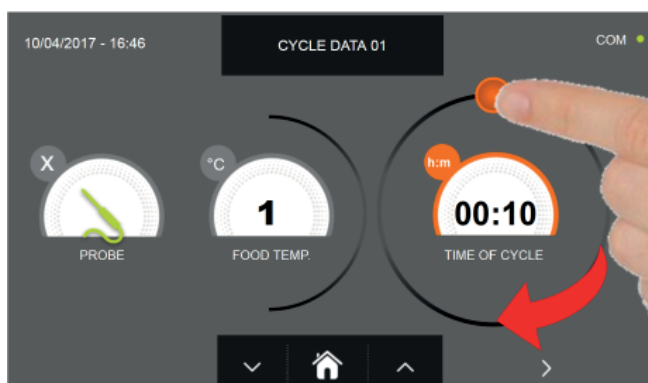 10/04/2017 - 16:46
CYCLE DATA 01
COM
X
PROBE
°C
1
FOOD TEMP.
h:m
00:10
TIME OF CYCLE